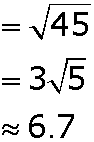 = √45
= 3√5
≈ 6.7